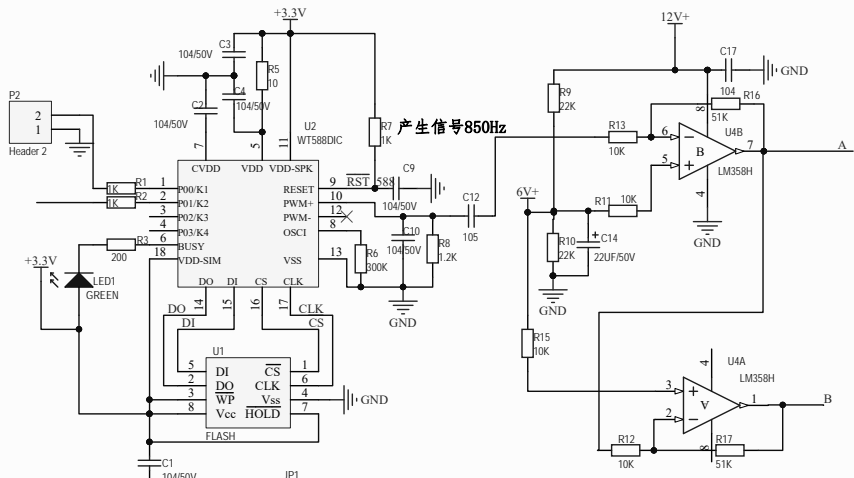 +3.3V
12V+
C3
104/50V
C17
GND
104
R5
10
R9
22K
R16
51K
P2
C2
104/50V
C4
104/50V
U2
WT588DIC
R7
1K
产生信号850Hz
R13
10K
8
6
5
B
U4B
7
A
LM358H
4
GND
2
1
Header 2
7
5
11
CVDD
VDD
VDD-SPK
R1
1K
R2
1K
1
2
3
4
6
18
P00/K1
P01/K2
P02/K3
P03/K4
BUSY
VDD-SIM
RESET
PWM+
PWM-
OSCI
VSS
9
10
12
8
13
RST_588
C9
104/50V
C12
105
6V+
R11
10K
C10
104/50V
R8
1.2K
R6
300K
GND
R10
22K
C14
22UF/50V
GND
R3
200
+3.3V
LED1
GREEN
DO
DI
CS
CLK
14
15
16
17
DO
DI
CLK
CS
U1
5
2
3
8
DI
DO
WP
Vcc
CS
CLK
Vss
HOLD
1
6
4
7
GND
FLASH
R15
10K
4
U4A
LM358H
3
2
A
1
B
8
R12
10K
R17
51K
C1
104/50V
JP1